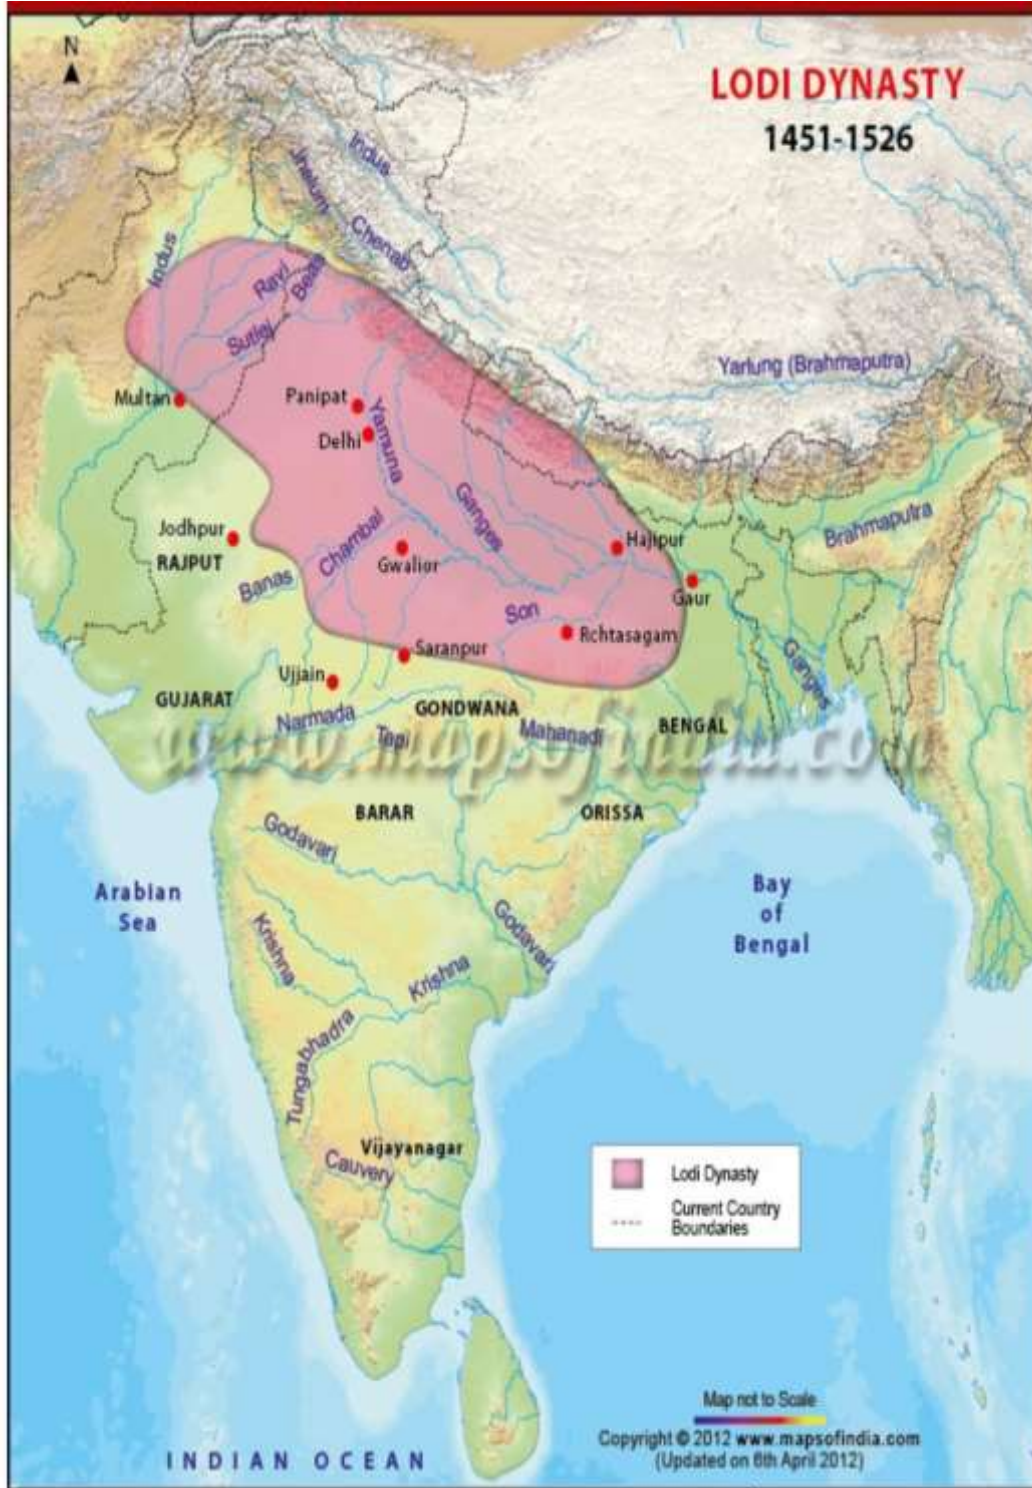 N
LODI DYNASTY
1451-1526
Indus
Jhelum
Chenab
Indus
Ravi
Beas
Sutlej
Yarlung (Brahmaputra)
Multan
Panipat
Delhi
Yamuna
Ganges
Jodhpur
RAJPUT
Chambal
Gwalior
Hajipur
Brahmaputra
Banas
Gaur
Son
Rchtasagam
Saranpur
Ujjain
Ganges
GUJARAT
Narmada
GONDWANA
Tapi
Mahanadi
BENGAL
www.mapsofindia.com
BARAR
ORISSA
Godavari
Arabian
Sea
Bay
of
Bengal
Krishna
Godavari
Krishna
Tungabhadra
Vijayanagar
Cauvery
Lodi Dynasty
Current Country
Boundaries
Map not to Scale
Copyright © 2012 www.mapsofindia.com
(Updated on 6th April 2012)
INDIAN OCEAN